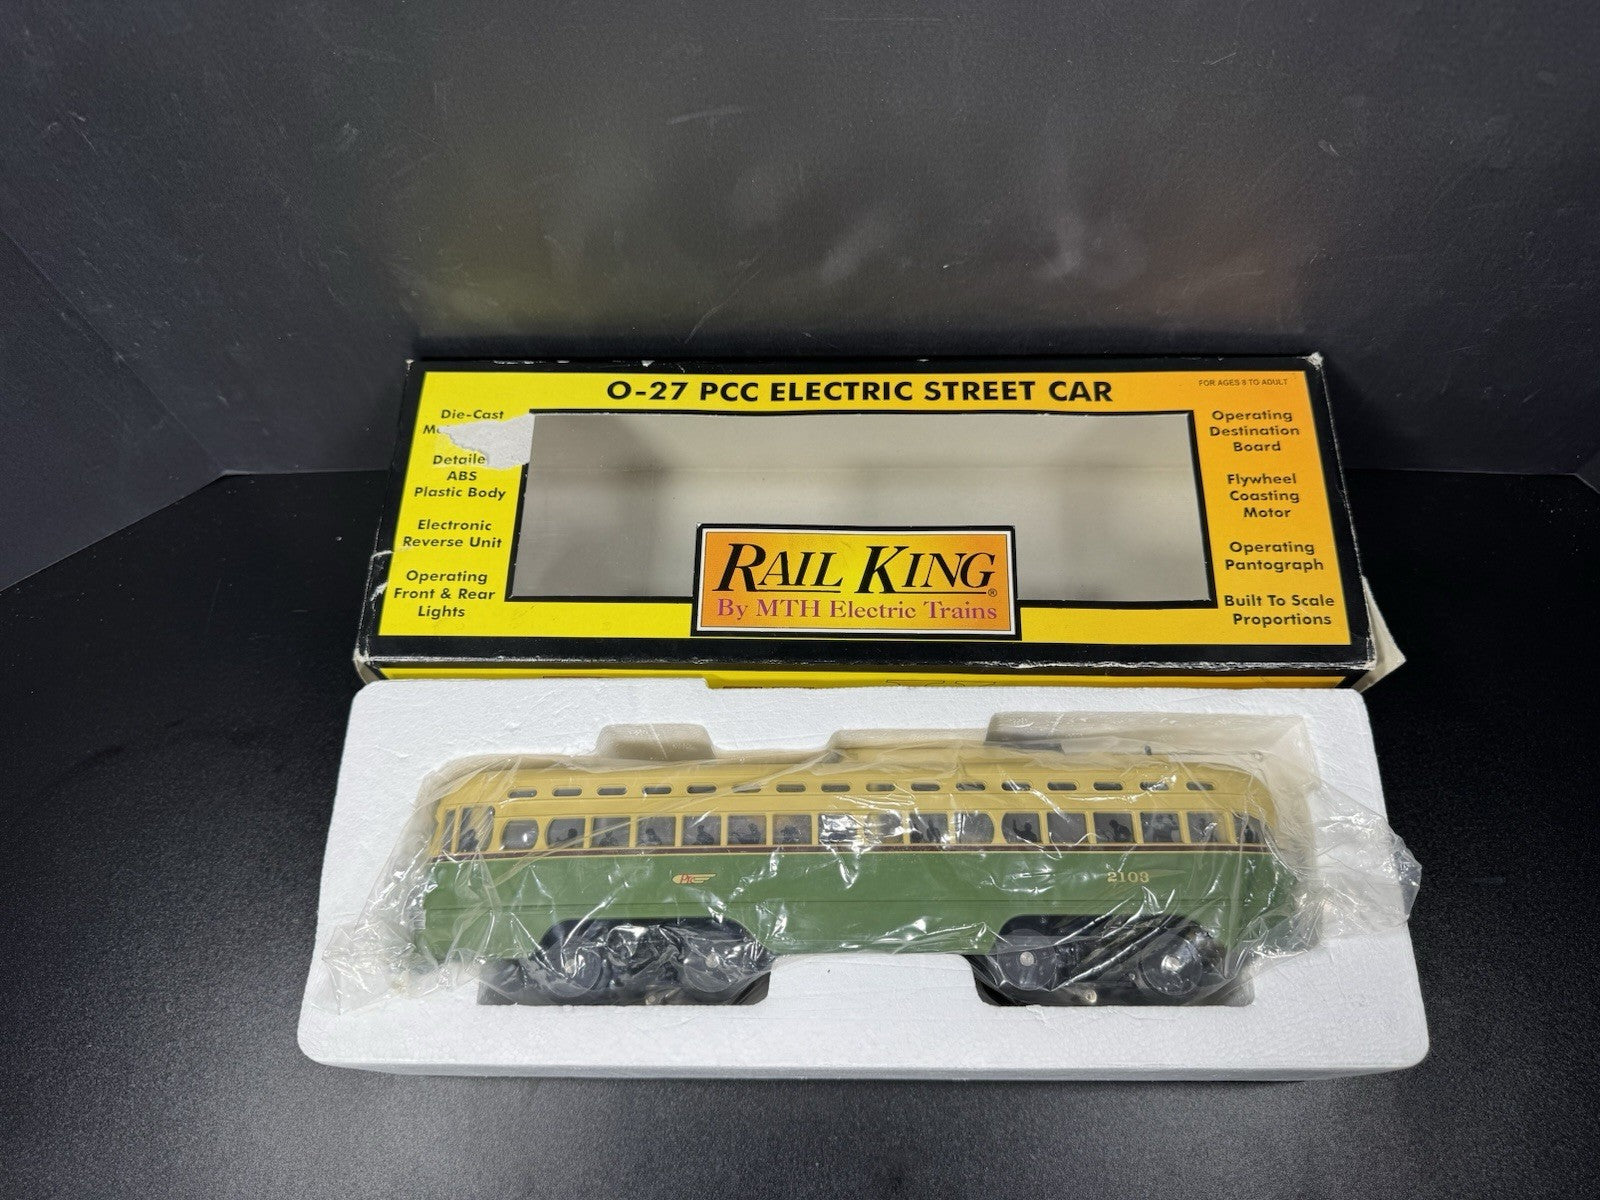 O-27 PCC ELECTRIC STREET CAR
FOR AGES 8 TO ADULT
Die-Cast
Detaile
ABS
Plastic Body
Electronic
Reverse Unit
Operating
Front & Rear
Lights
Operating
Destination
Board
Flywheel
Coasting
Motor
Operating
Pantograph
Built To Scale
Proportions
RAIL KING®
By MTH Electric Trains
PTC
2103